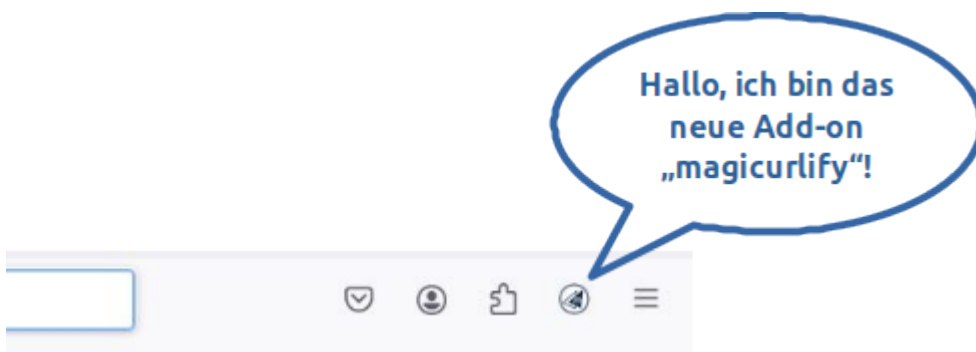 Hallo, ich bin das
neue Add-on
„magicurlify“!